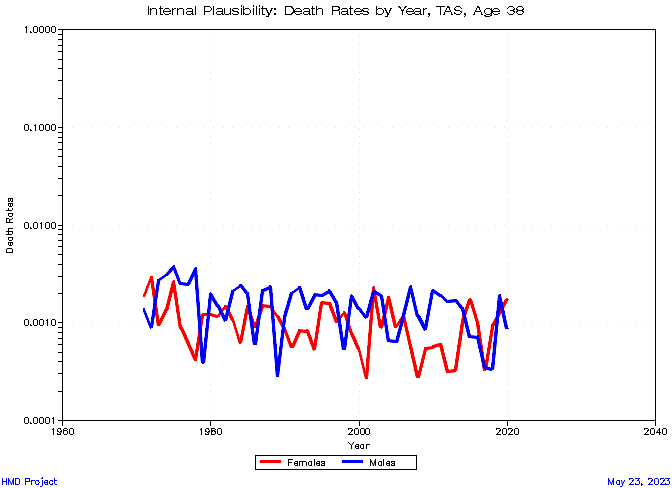 Internal Plausibility: Death Rates by Year, TAS, Age 38
1.0000
0.1000
0.0100
0.0010
0.0001
Death Rates
1960 1980 2000 2020 2040
Year
Females Males
HMD Project May 23, 2023